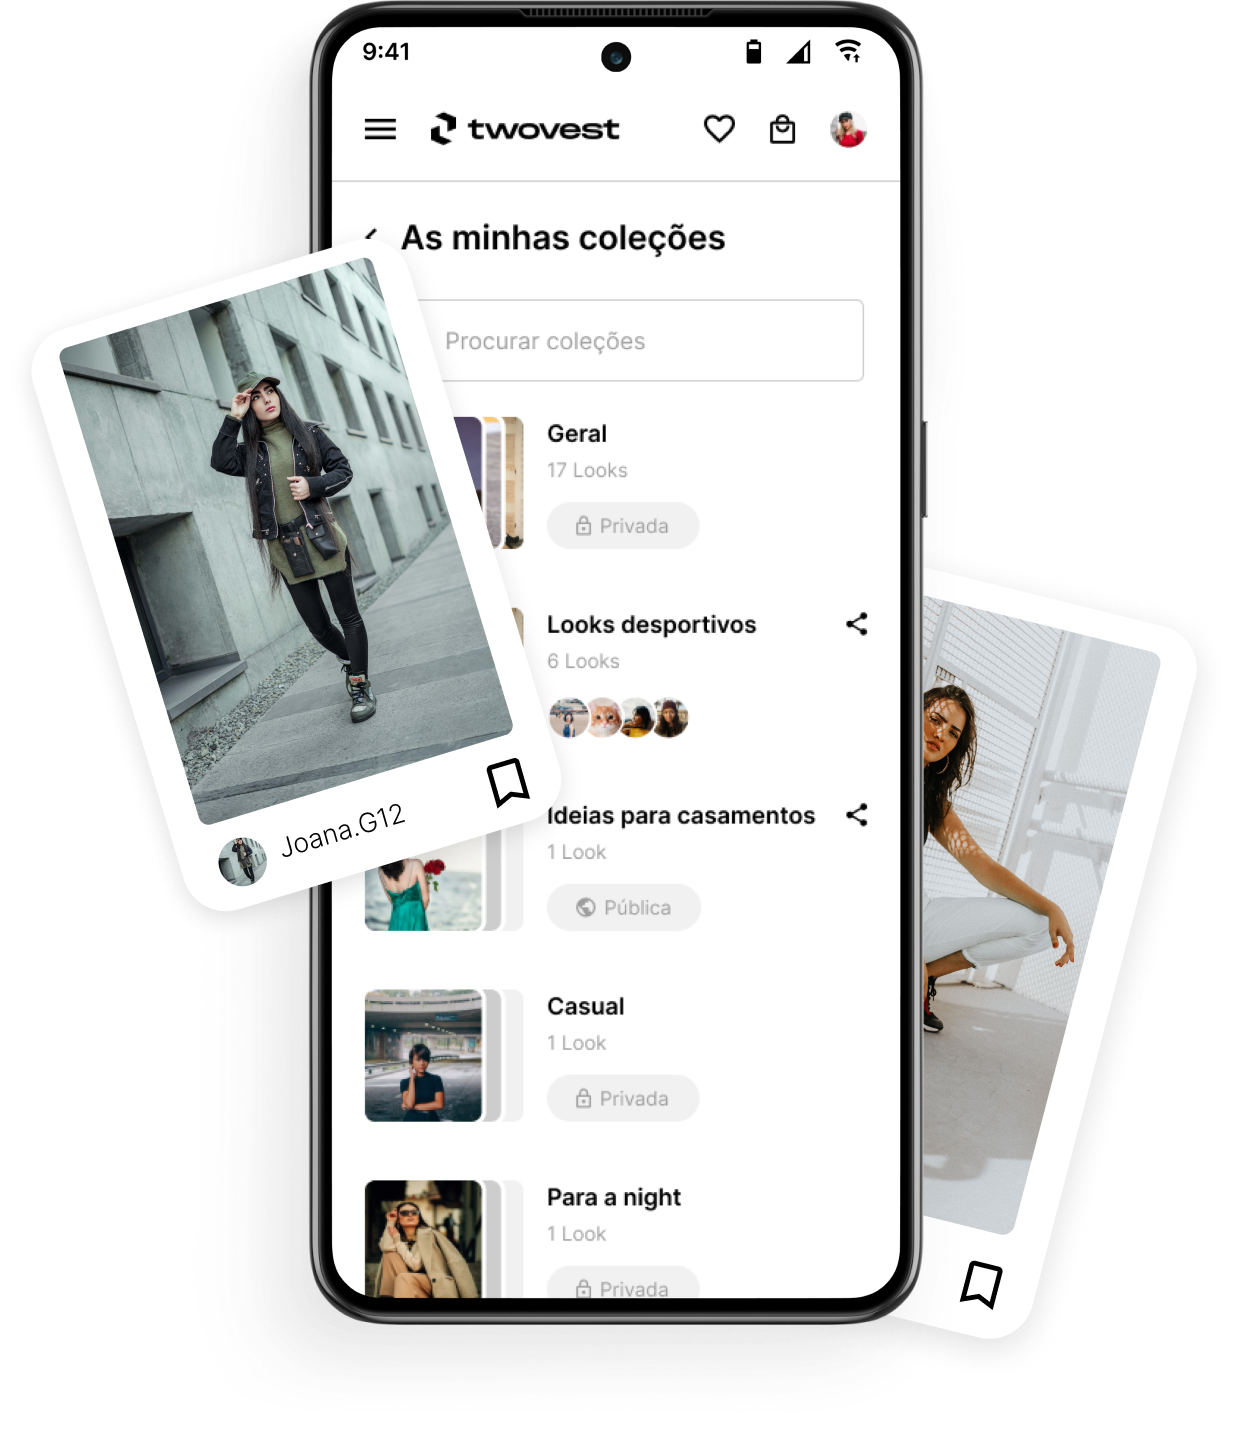 9:41
twovest
As minhas coleções
Procurar coleções
Geral
17 Looks
Privada
Looks desportivos
6 Looks
Ideias para casamentos
1 Look
Pública
Joana.G12
Casual
1 Look
Privada
Para a night
1 Look
Privada